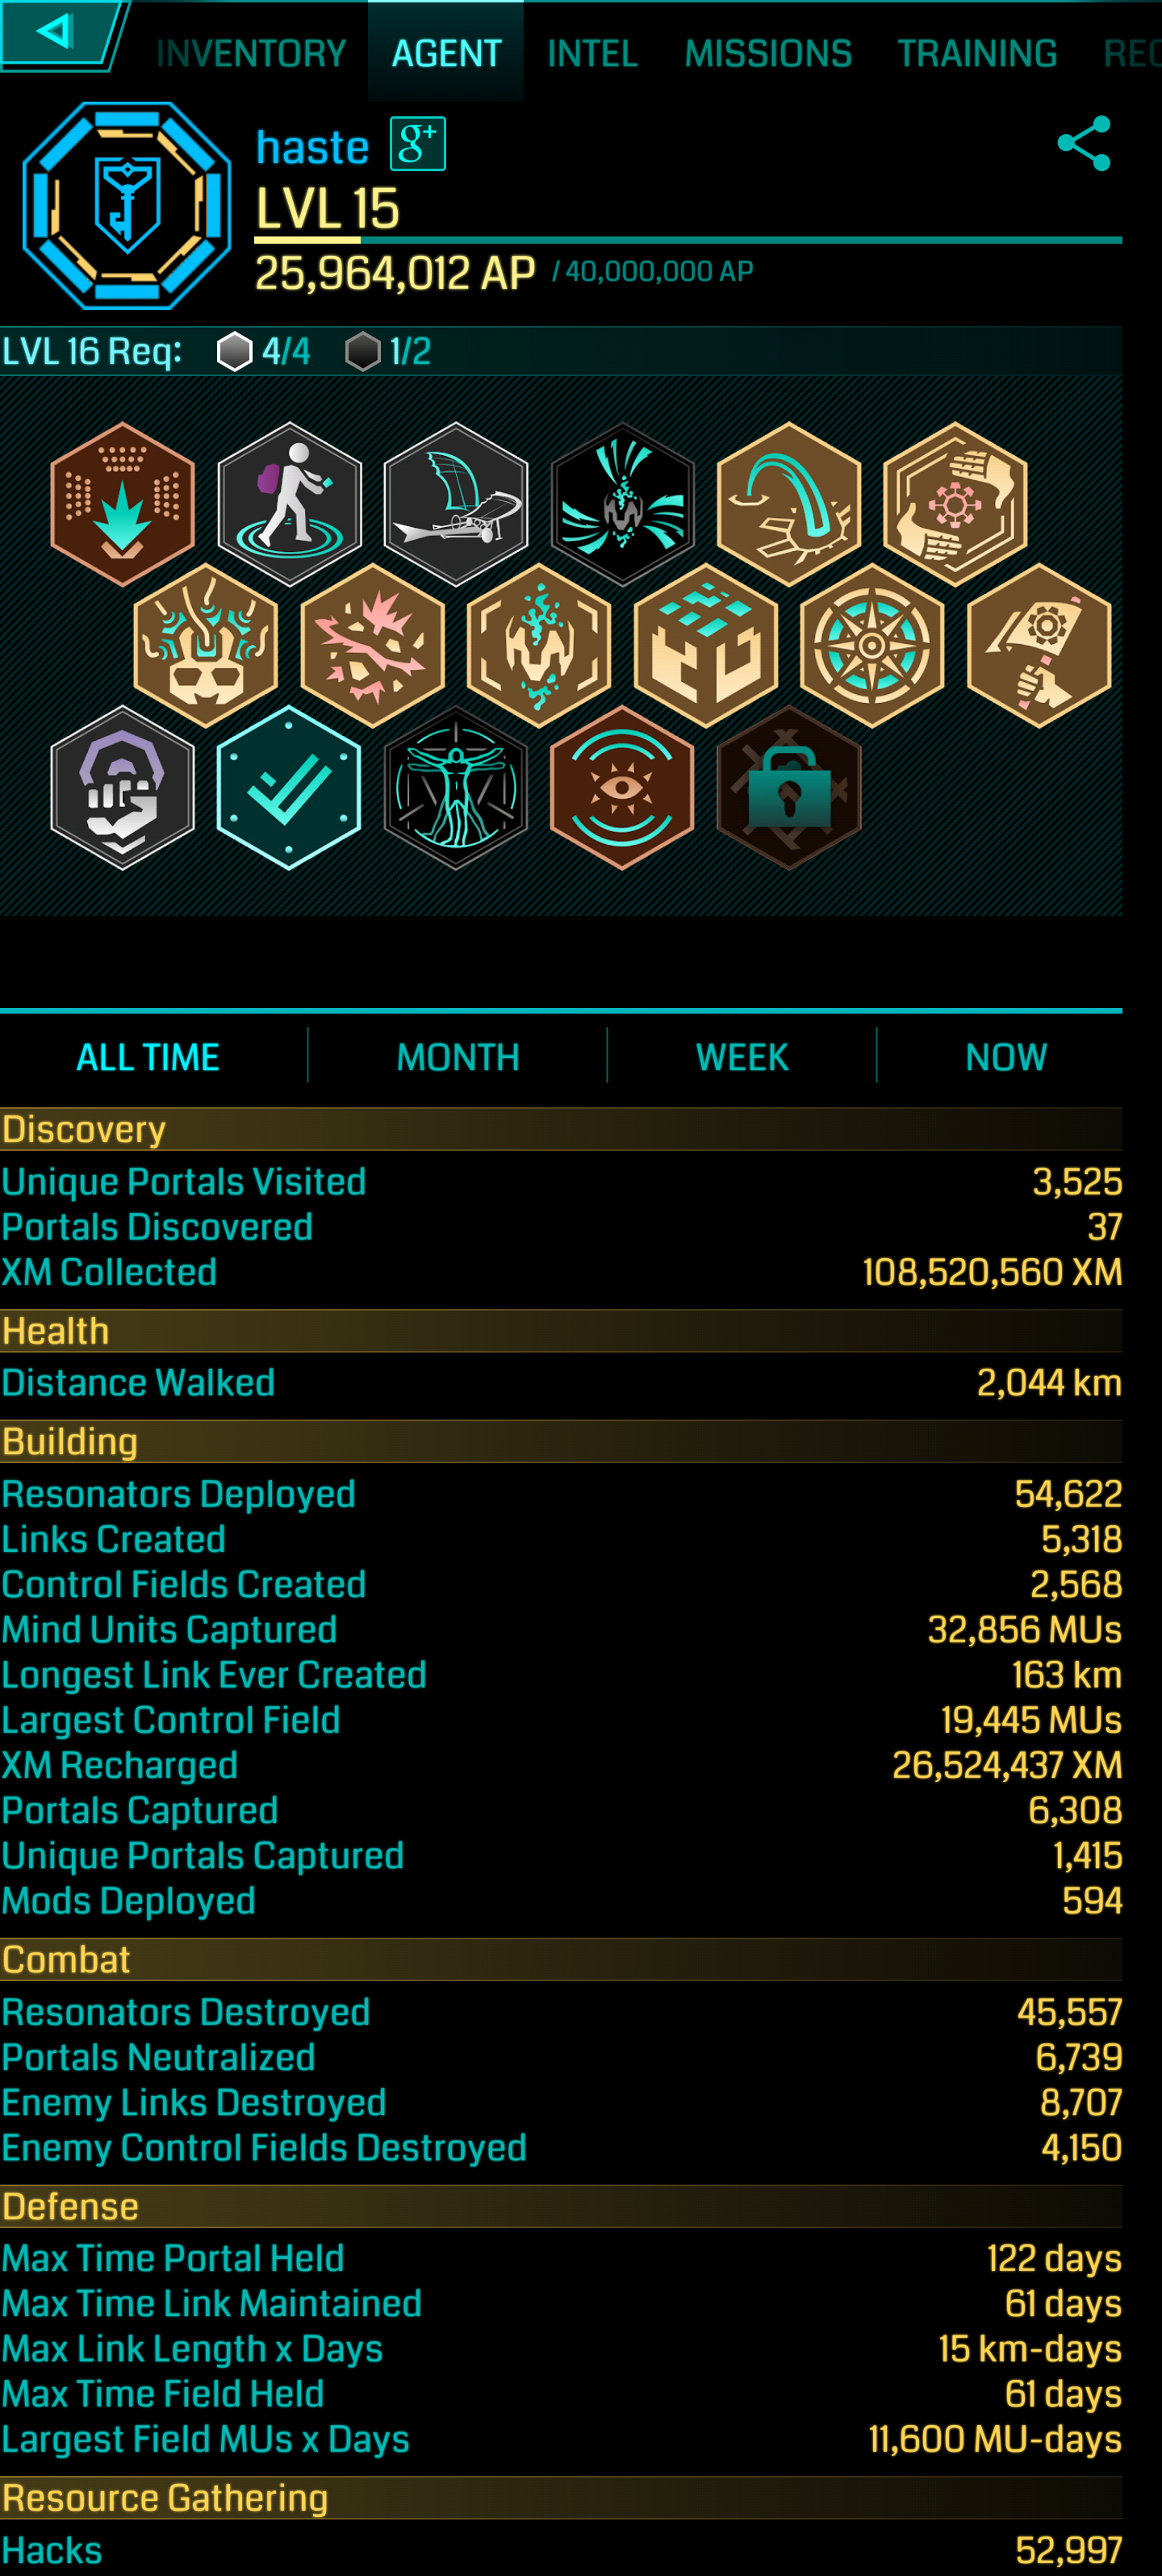 INVENTORY AGENT INTEL MISSIONS TRAINING REC
haste g+
LVL 15
25,964,012 AP / 40,000,000 AP
LVL 16 Req: 4/4 1/2
ALL TIME MONTH WEEK NOW
Discovery
Unique Portals Visited 3,525
Portals Discovered 37
XM Collected 108,520,560 XM
Health
Distance Walked 2,044 km
Building
Resonators Deployed 54,622
Links Created 5,318
Control Fields Created 2,568
Mind Units Captured 32,856 MUs
Longest Link Ever Created 163 km
Largest Control Field 19,445 MUs
XM Recharged 26,524,437 XM
Portals Captured 6,308
Unique Portals Captured 1,415
Mods Deployed 594
Combat
Resonators Destroyed 45,557
Portals Neutralized 6,739
Enemy Links Destroyed 8,707
Enemy Control Fields Destroyed 4,150
Defense
Max Time Portal Held 122 days
Max Time Link Maintained 61 days
Max Link Length x Days 15 km-days
Max Time Field Held 61 days
Largest Field MUs x Days 11,600 MU-days
Resource Gathering
Hacks 52,997